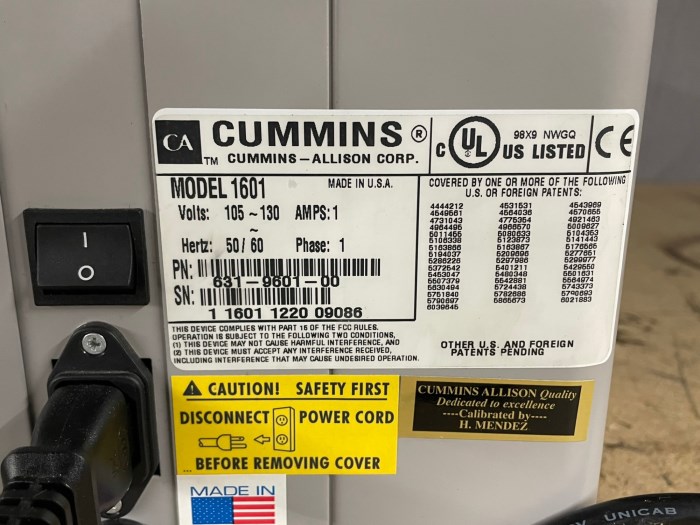 CA
TM
CUMMINS®
CUMMINS-ALLISON CORP.
C UL US LISTED
98X9 NWGQ
CE
MODEL 1601
MADE IN U.S.A.
Volts: 105~130 AMPS: 1
~
Hertz: 50/60 Phase: 1
PN:
631-9601-00
SN:
1 1601 1220 09086
COVERED BY ONE OR MORE OF THE FOLLOWING
U.S. OR FOREIGN PATENTS:
4444212 4531531 4543969
4549561 4564036 4570655
4731043 4775354 4921463
4964495 4966570 5009627
5011455 5080633 5104353
5106338 5123873 5141443
5163866 5163867 5176565
5194037 5209696 5277651
5286226 5297986 5299977
5372542 5401211 5429550
5453047 5480348 5501631
5507379 5542881 5564974
5630494 5724438 5743373
5751840 5782686 5790693
5790697 5865673 6021883
6039645
OTHER U.S. AND FOREIGN
PATENTS PENDING
THIS DEVICE COMPLIES WITH PART 15 OF THE FCC RULES.
OPERATION IS SUBJECT TO THE FOLLOWING TWO CONDITIONS,
(1) THIS DEVICE MAY NOT CAUSE HARMFUL INTERFERENCE, AND
(2) THIS DEVICE MUST ACCEPT ANY INTERFERENCE RECEIVED,
INCLUDING INTERFERENCE THAT MAY CAUSE UNDESIRED OPERATION.
CAUTION! SAFETY FIRST
DISCONNECT POWER CORD
BEFORE REMOVING COVER
CUMMINS ALLISON Quality
Dedicated to excellence
----Calibrated by----
H. MENDEZ
MADE IN
UNICAB